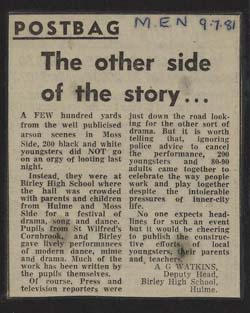 POSTBAG
M.E.N 9·7·81
The other side
of the story...
A FEW hundred yards
from the well publicised
arson scenes in Moss
Side, 200 black and white
youngsters did NOT go
on an orgy of looting last
night.
Instead, they were at
Birley High School where
the hall was crowded
with parents and children
from Hulme and Moss
Side for a festival of
drama, song and dance.
Pupils from St Wilfred's
Cornbrook, and Birley
gave lively performances
of modern dance, mime
and drama. Much of the
work has been written by
the pupils themselves.
Of course, Press and
television reporters were
just down the road look-
ing for the other sort of
drama. But it is worth
telling that, ignoring
police advice to cancel
the performance, 200
youngsters and 80-90
adults came together to
celebrate the way people
work and play together
despite the intolerable
pressures of inner-city
life.
No one expects head-
lines for such an event
but it would be cheering
to publish the construc-
tive efforts of local
youngsters, their parents
and teachers.
A G WATKINS,
Deputy Head,
Birley High School,
Hulme.